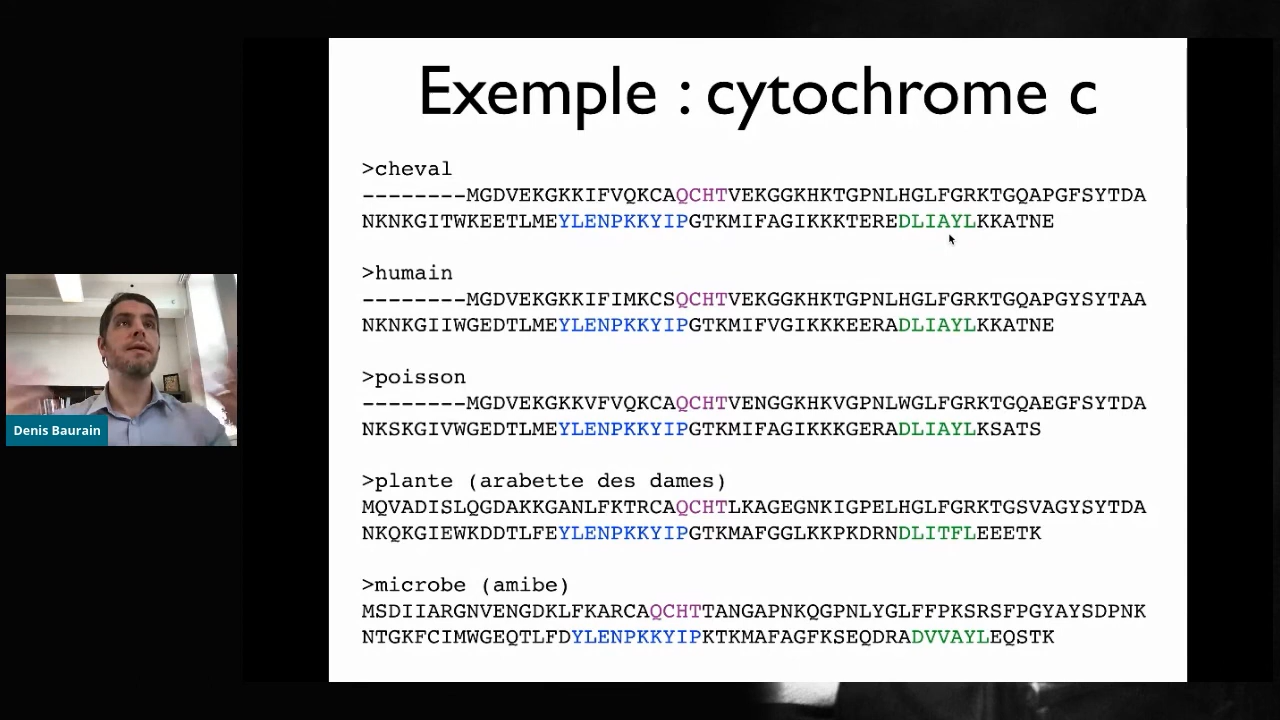 Exemple : cytochrome c
>cheval
--------MGDVEKGKKIFVQKCAQCHTVEKGGKHKTGPNLHGLFGRKTGQAPGFSYTDA
NKNKGITWKEETLMEYLENPKKYIPGTKMIFAGIKKKTEREDLIAYLKKATNE
>humain
--------MGDVEKGKKIFIMKCSQCHTVEKGGKHKTGPNLHGLFGRKTGQAPGYSYTAA
NKNKGIIWGEDTLMEYLENPKKYIPGTKMIFVGIKKKEERADLIAYLKKATNE
>poisson
--------MGDVEKGKKVFVQKCAQCHTVENGGKHKVGPNLWGLFGRKTGQAEGFSYTDA
NKSKGIVWGEDTLMEYLENPKKYIPGTKMIFAGIKKKGERADLIAYLKSATS
>plante (arabette des dames)
MQVADISLQGDAKKGANLFKTRCAQCHTLKAGEGNKIGPELHGLFGRKTGSVAGYSYTDA
NKQKGIEWKDDTLFEYLENPKKYIPGTKMAFGGLKKPKDRNDLITFLEEETK
>microbe (amibe)
MSDIIARGNVENGDKLFKARCAQCHTTANGAPNKQGPNLYGLFFPKSRSFPGYAYSDPNK
NTGKFCIMWGEQTLFDYLENPKKYIPKTKMAFAGFKSEQDRADVVAYLEQSTK
Denis Baurain